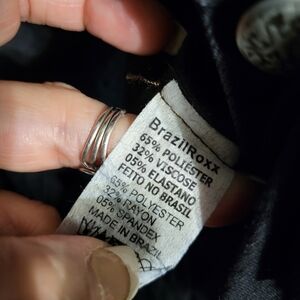 BrazilRoxx
65% POLIÉSTER
32% VISCOSE
05% ELASTANO
FEITO NO BRASIL
65% POLYESTER
32% RAYON
05% SPANDEX
MADE IN BRAZIL